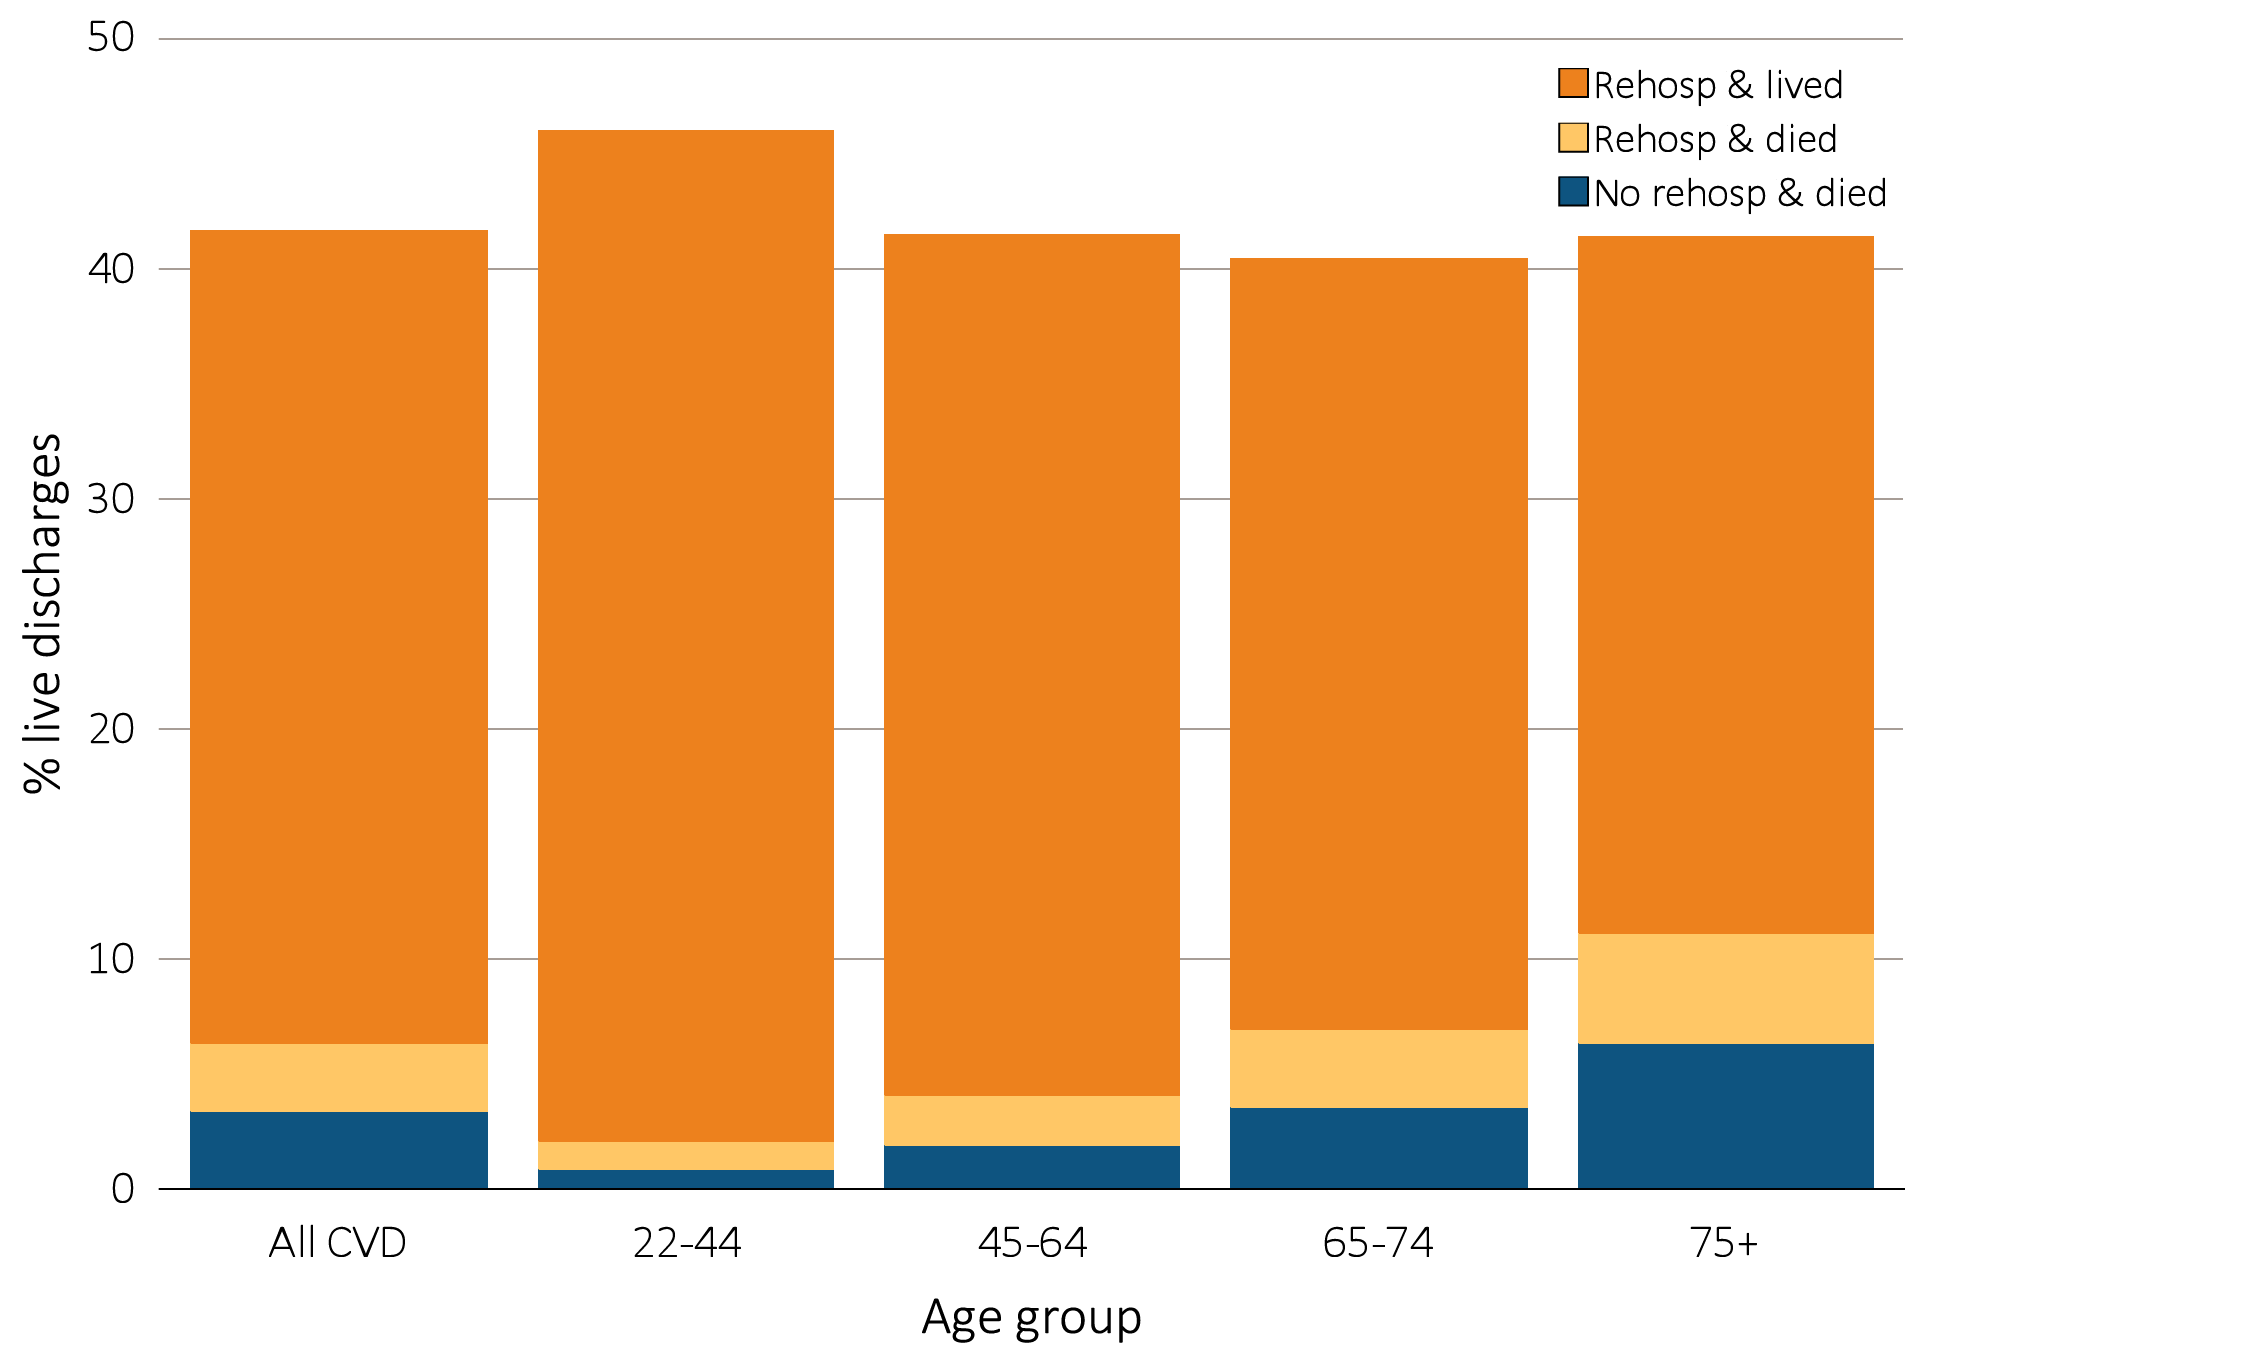 50
40
30
20
10
0
% live discharges
Rehosp & lived
Rehosp & died
No rehosp & died
All CVD
22-44
45-64
65-74
75+
Age group